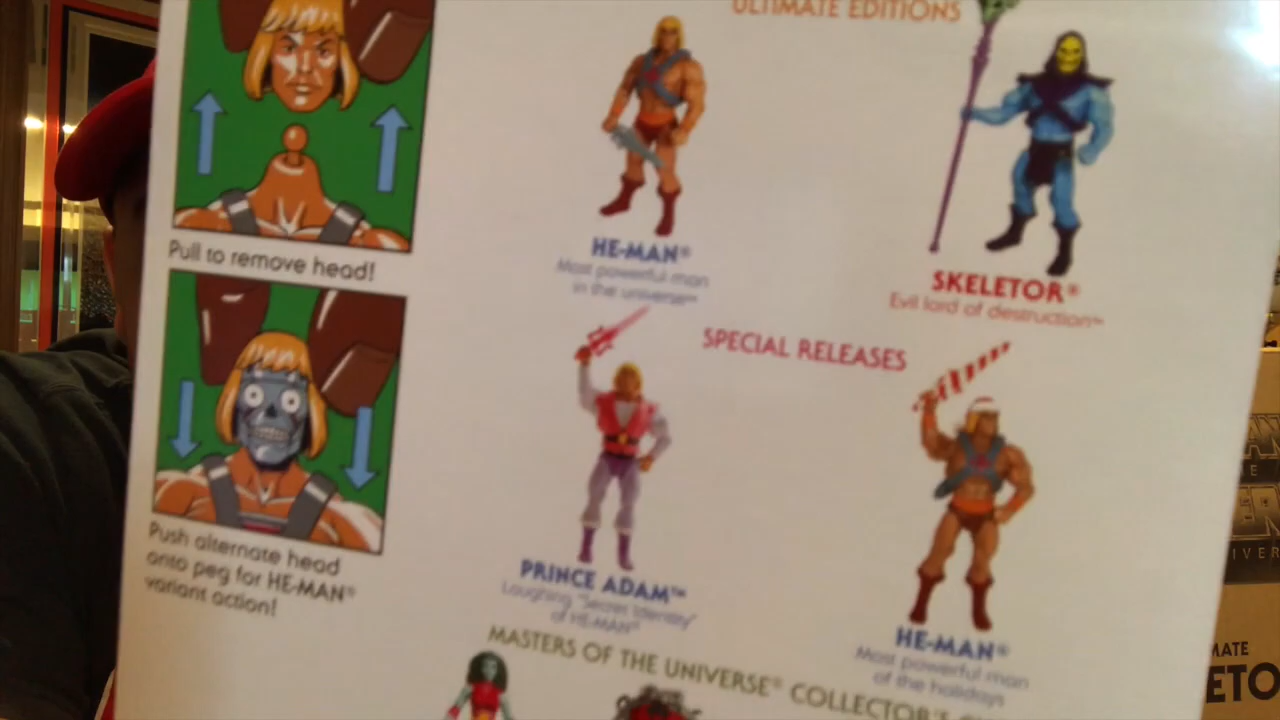 ULTIMATE EDITIONS
Pull to remove head!
Push alternate head
onto peg for HE-MAN®
variant action!
HE-MAN®
Most powerful man
in the universe™
SKELETOR®
Evil lord of destruction™
SPECIAL RELEASES
PRINCE ADAM™
Laughing "Secret Identity"
of HE-MAN®
HE-MAN®
Most powerful man
of the holidays
MASTERS OF THE UNIVERSE® COLLECTOR'S
MATE
ETO